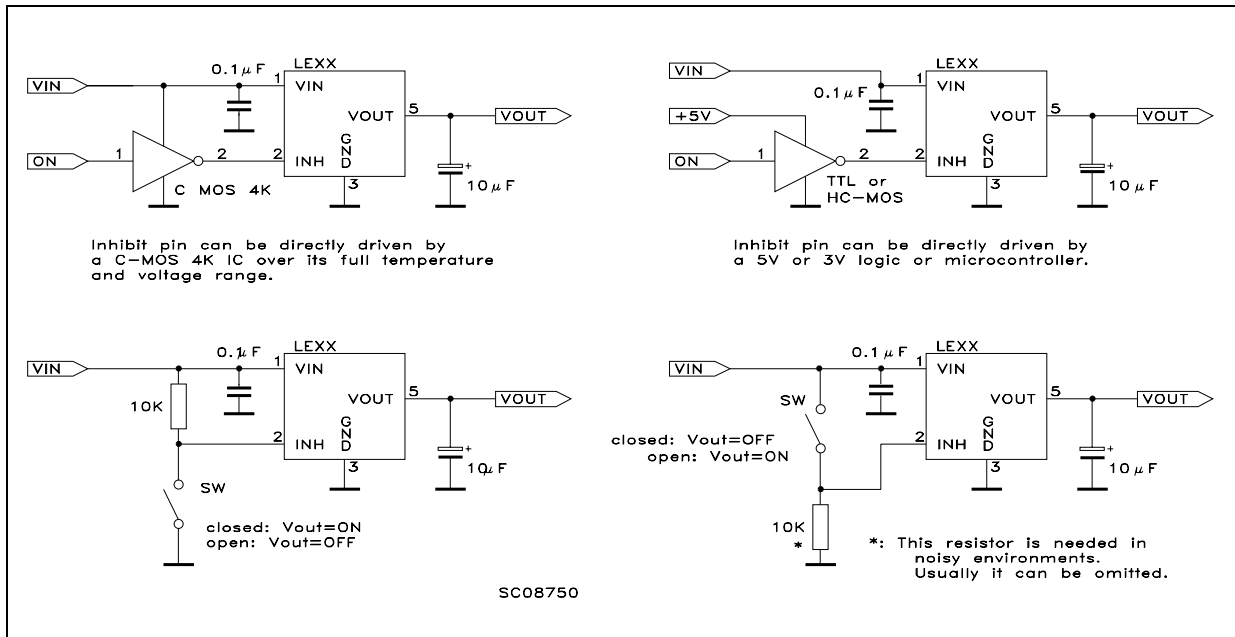 LEXX
VIN
0.1µF
1
VIN
VOUT
5
VOUT
ON
1
2
2
INH
GND
C MOS 4K
3
+
10µF
Inhibit pin can be directly driven by
a C-MOS 4K IC over its full temperature
and voltage range.
LEXX
VIN
0.1µF
1
VIN
+5V
VOUT
5
VOUT
ON
1
2
2
INH
GND
TTL or
HC-MOS
3
+
10µF
Inhibit pin can be directly driven by
a 5V or 3V logic or microcontroller.
LEXX
VIN
0.1µF
1
VIN
10K
VOUT
5
VOUT
2
INH
GND
3
+
10µF
SW
closed: Vout=ON
open: Vout=OFF
LEXX
VIN
0.1µF
1
VIN
SW
VOUT
5
VOUT
closed: Vout=OFF
open: Vout=ON
2
INH
GND
3
+
10µF
10K
*
*: This resistor is needed in
noisy environments.
Usually it can be omitted.
SC08750